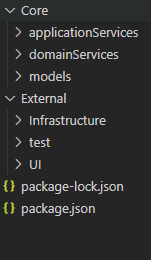 Core
applicationServices
domainServices
models
External
Infrastructure
test
UI
{} package-lock.json
{} package.json